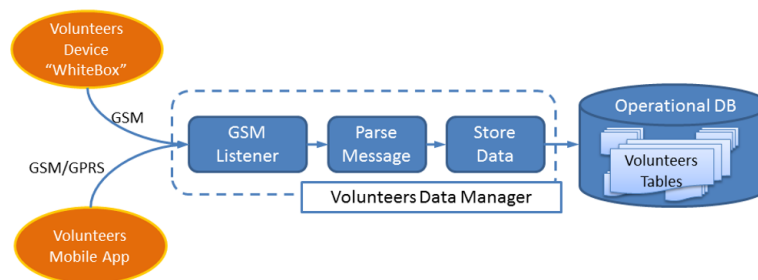 Volunteers
Device
“WhiteBox”
GSM
GSM/GPRS
Volunteers
Mobile App
GSM
Listener
Parse
Message
Store
Data
Volunteers Data Manager
Operational DB
Volunteers
Tables